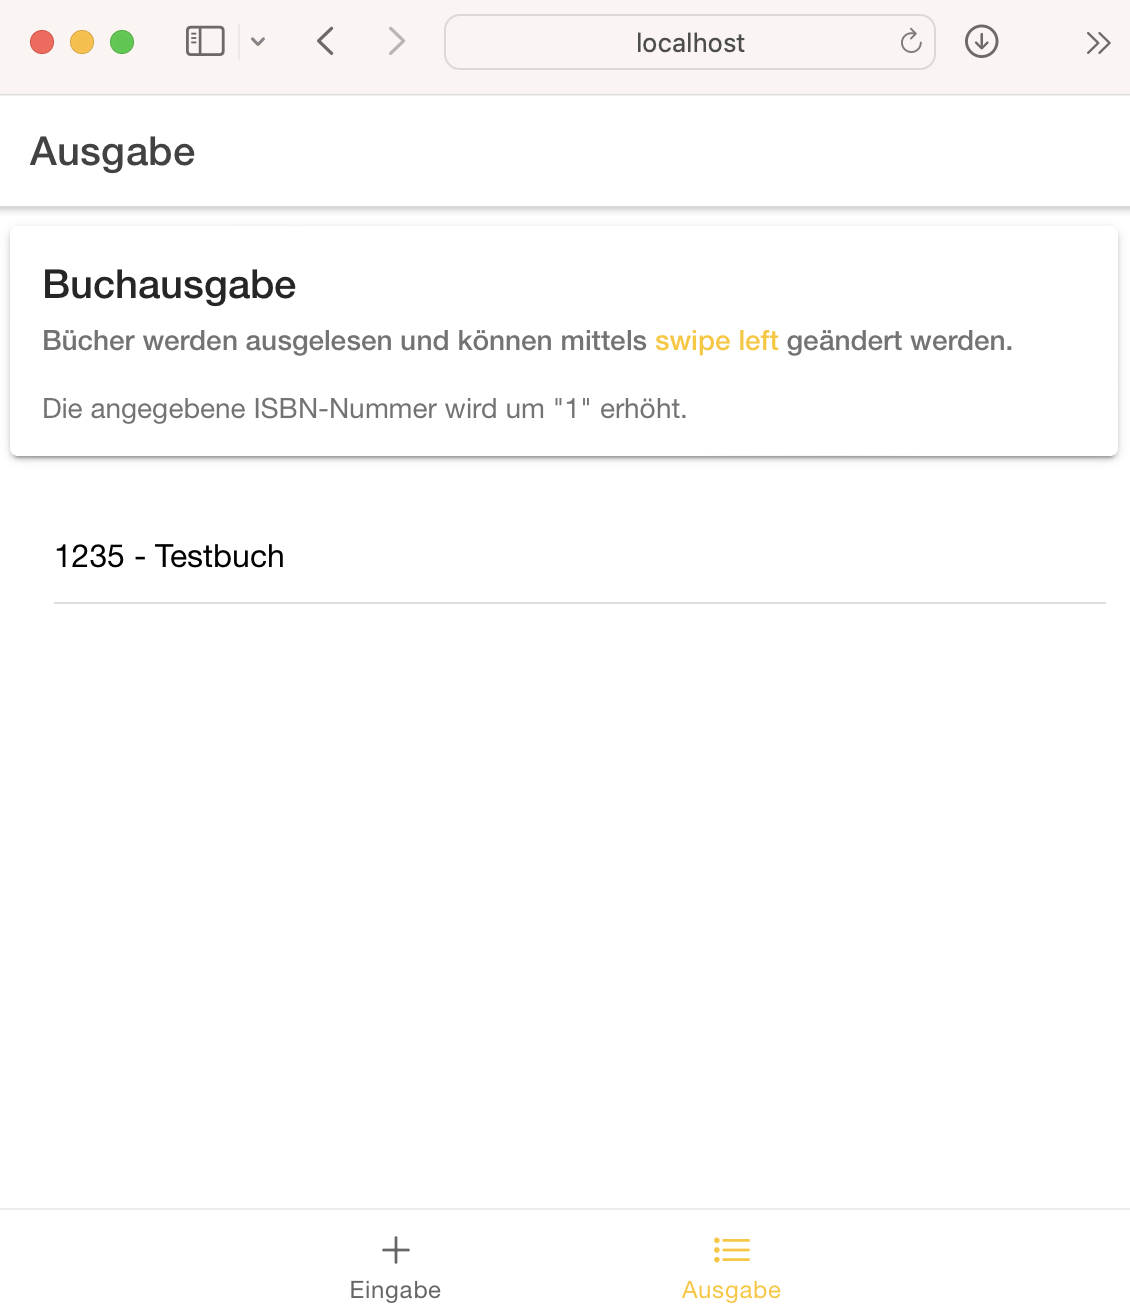 localhost
Ausgabe
Buchausgabe
Bücher werden ausgelesen und können mittels swipe left geändert werden.
Die angegebene ISBN-Nummer wird um "1" erhöht.
1235 - Testbuch
Eingabe
Ausgabe